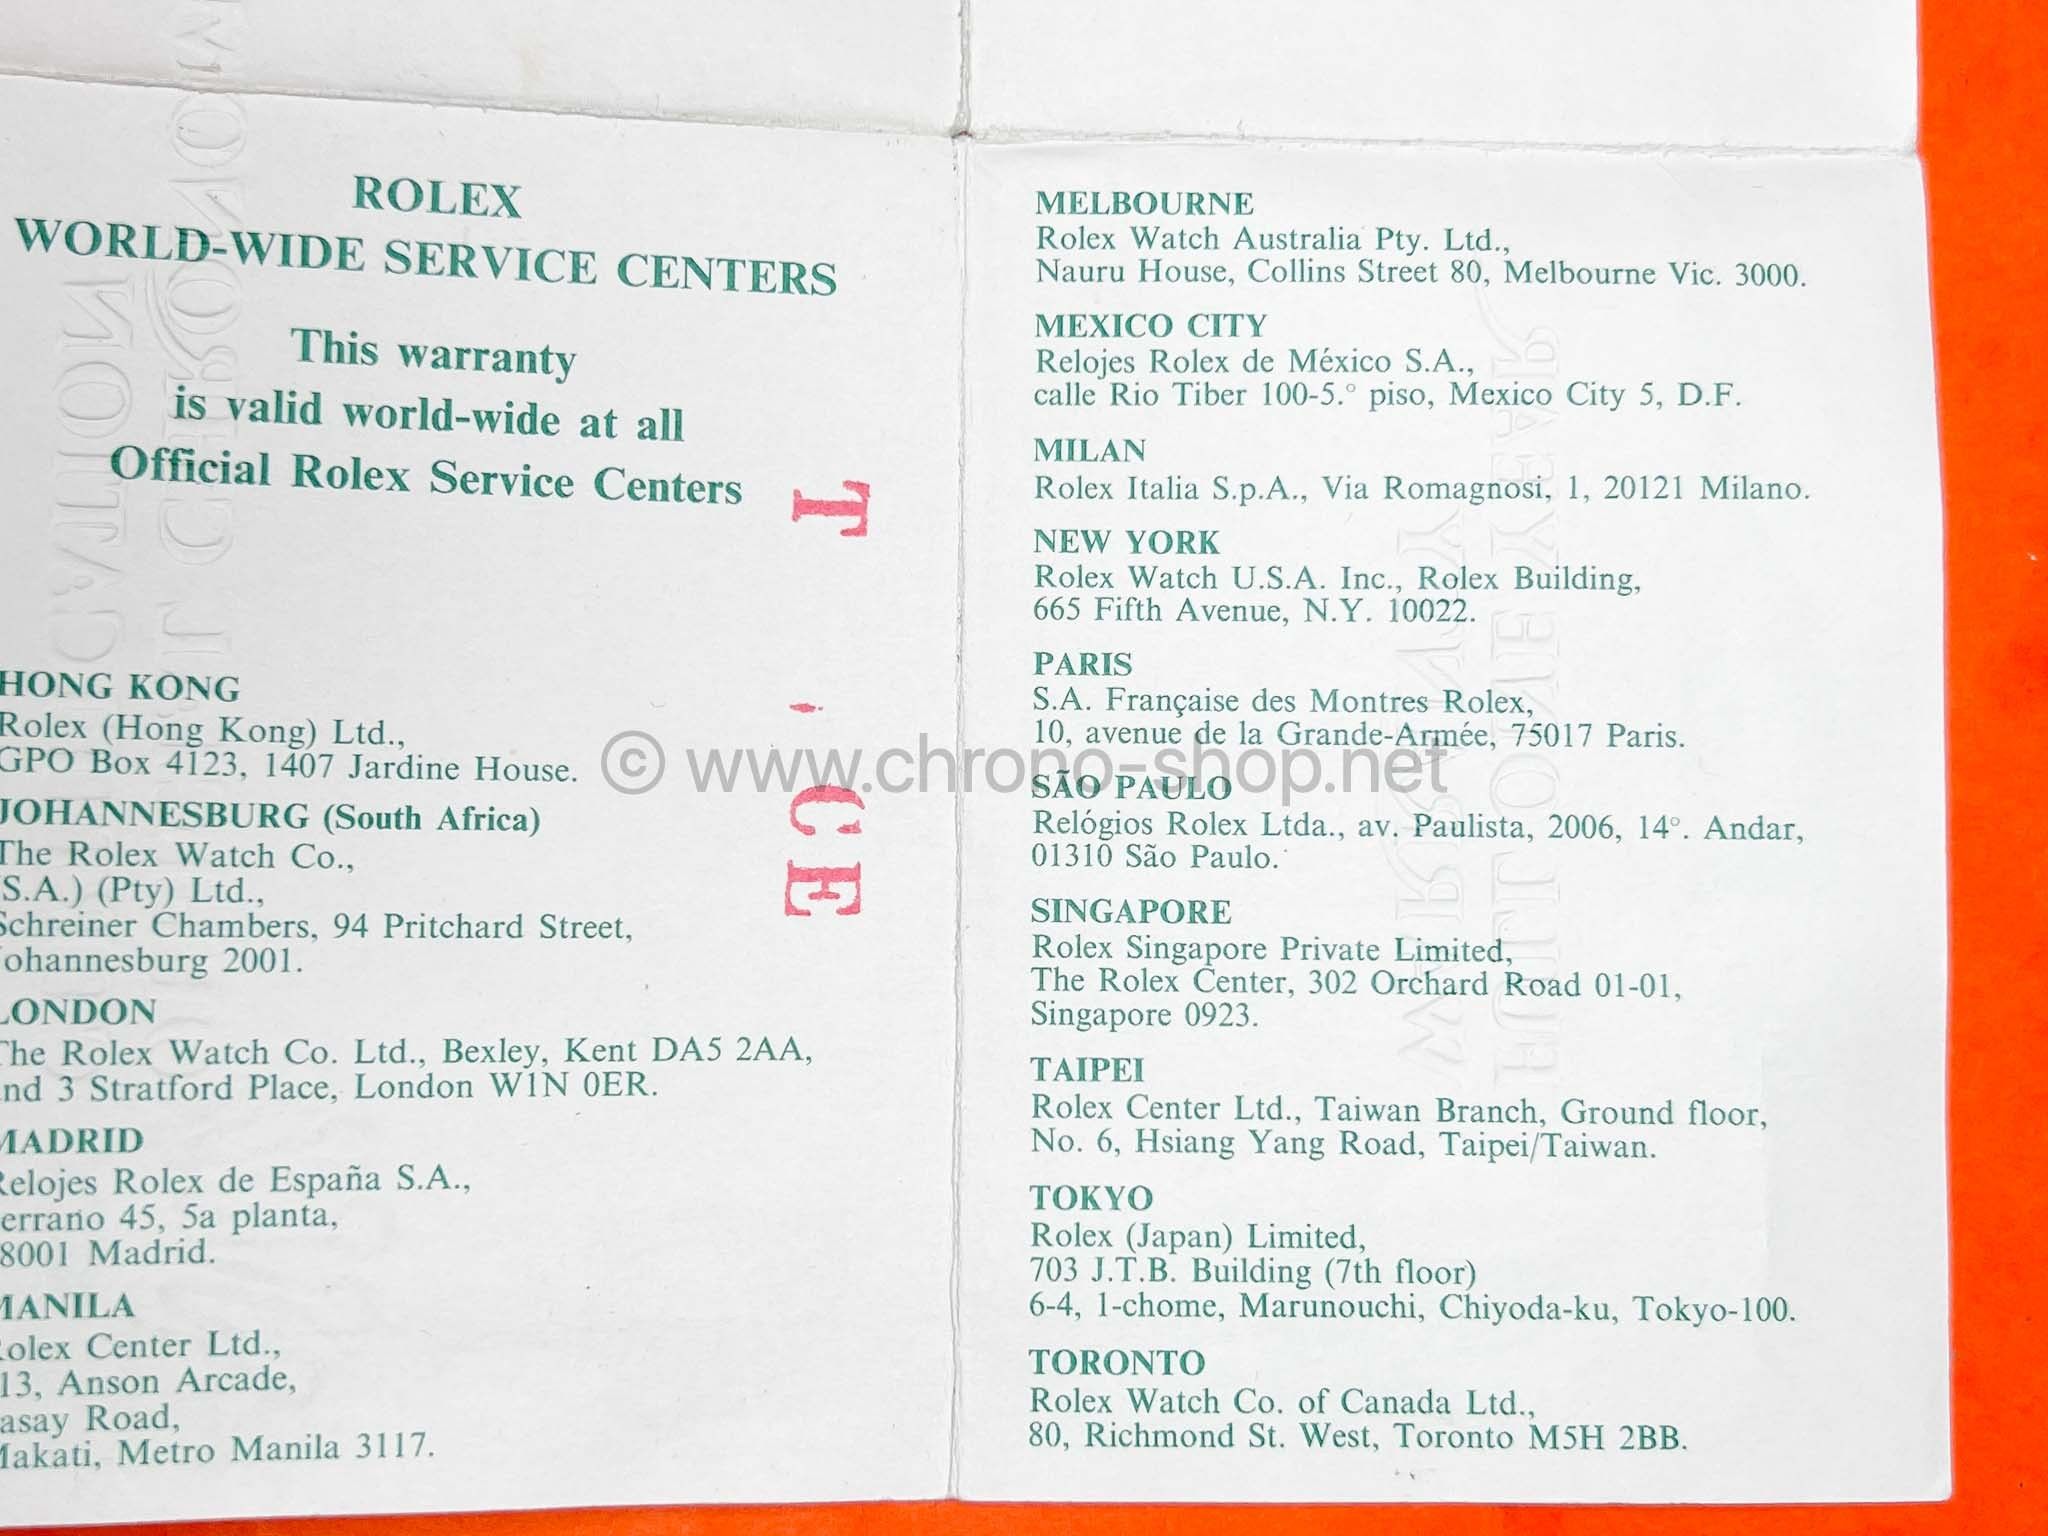 ROLEX
WORLD-WIDE SERVICE CENTERS
This warranty
is valid world-wide at all
Official Rolex Service Centers
T
CE
HONG KONG
Rolex (Hong Kong) Ltd.,
GPO Box 4123, 1407 Jardine House.
JOHANNESBURG (South Africa)
The Rolex Watch Co.,
S.A.) (Pty) Ltd.,
Schreiner Chambers, 94 Pritchard Street,
ohannesburg 2001.
LONDON
The Rolex Watch Co. Ltd., Bexley, Kent DA5 2AA,
nd 3 Stratford Place, London W1N 0ER.
MADRID
Relojes Rolex de España S.A.,
errano 45, 5a planta,
8001 Madrid.
MANILA
Rolex Center Ltd.,
13, Anson Arcade,
asay Road,
Makati, Metro Manila 3117.
MELBOURNE
Rolex Watch Australia Pty. Ltd.,
Nauru House, Collins Street 80, Melbourne Vic. 3000.
MEXICO CITY
Relojes Rolex de México S.A.,
calle Rio Tiber 100-5.° piso, Mexico City 5, D.F.
MILAN
Rolex Italia S.p.A., Via Romagnosi, 1, 20121 Milano.
NEW YORK
Rolex Watch U.S.A. Inc., Rolex Building,
665 Fifth Avenue, N.Y. 10022.
PARIS
S.A. Française des Montres Rolex,
10, avenue de la Grande-Armée, 75017 Paris.
© www.chrono-shop.net
SÃO PAULO
Relógios Rolex Ltda., av. Paulista, 2006, 14°. Andar,
01310 São Paulo.
SINGAPORE
Rolex Singapore Private Limited,
The Rolex Center, 302 Orchard Road 01-01,
Singapore 0923.
TAIPEI
Rolex Center Ltd., Taiwan Branch, Ground floor,
No. 6, Hsiang Yang Road, Taipei/Taiwan.
TOKYO
Rolex (Japan) Limited,
703 J.T.B. Building (7th floor)
6-4, 1-chome, Marunouchi, Chiyoda-ku, Tokyo-100.
TORONTO
Rolex Watch Co. of Canada Ltd.,
80, Richmond St. West, Toronto M5H 2BB.